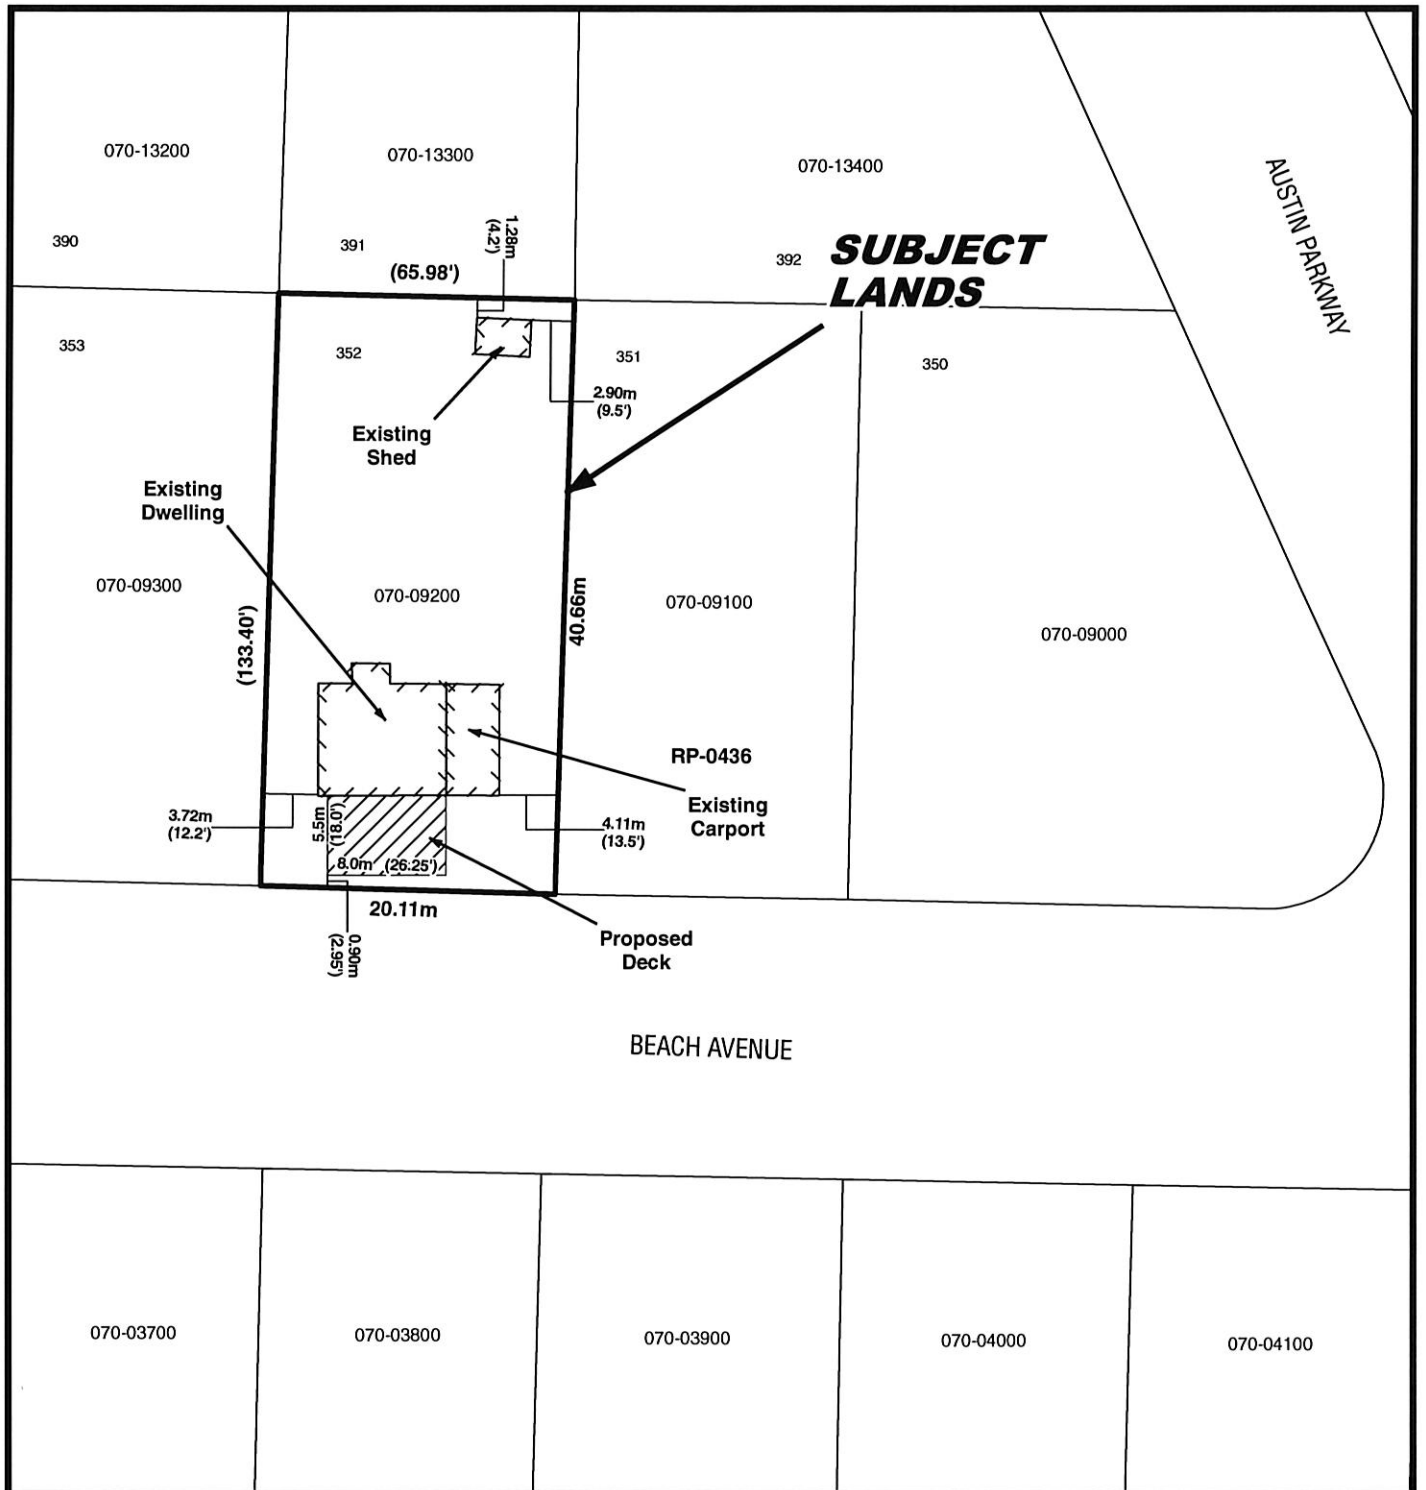 070-13200
070-13300
070-13400
AUSTIN PARKWAY
390
391
392
1.28m
(4.2')
(65.98')
SUBJECT
LANDS
353
352
351
350
2.90m
(9.5')
Existing
Shed
Existing
Dwelling
070-09300
070-09200
070-09100
070-09000
(133.40')
40.66m
RP-0436
Existing
Carport
3.72m
(12.2')
5.5m
(18.0')
4.11m
(13.5')
8.0m (26.25')
20.11m
0.90m
(2.95')
Proposed
Deck
BEACH AVENUE
070-03700
070-03800
070-03900
070-04000
070-04100